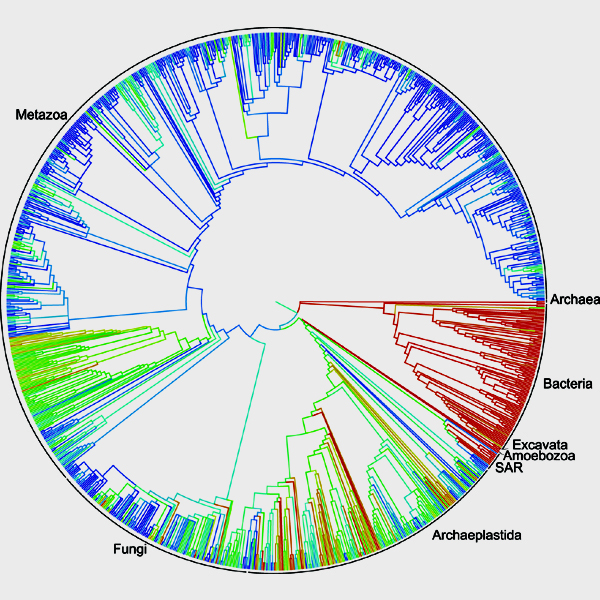 Metazoa
Archaea
Bacteria
Excavata
Amoebozoa
SAR
Archaeplastida
Fungi